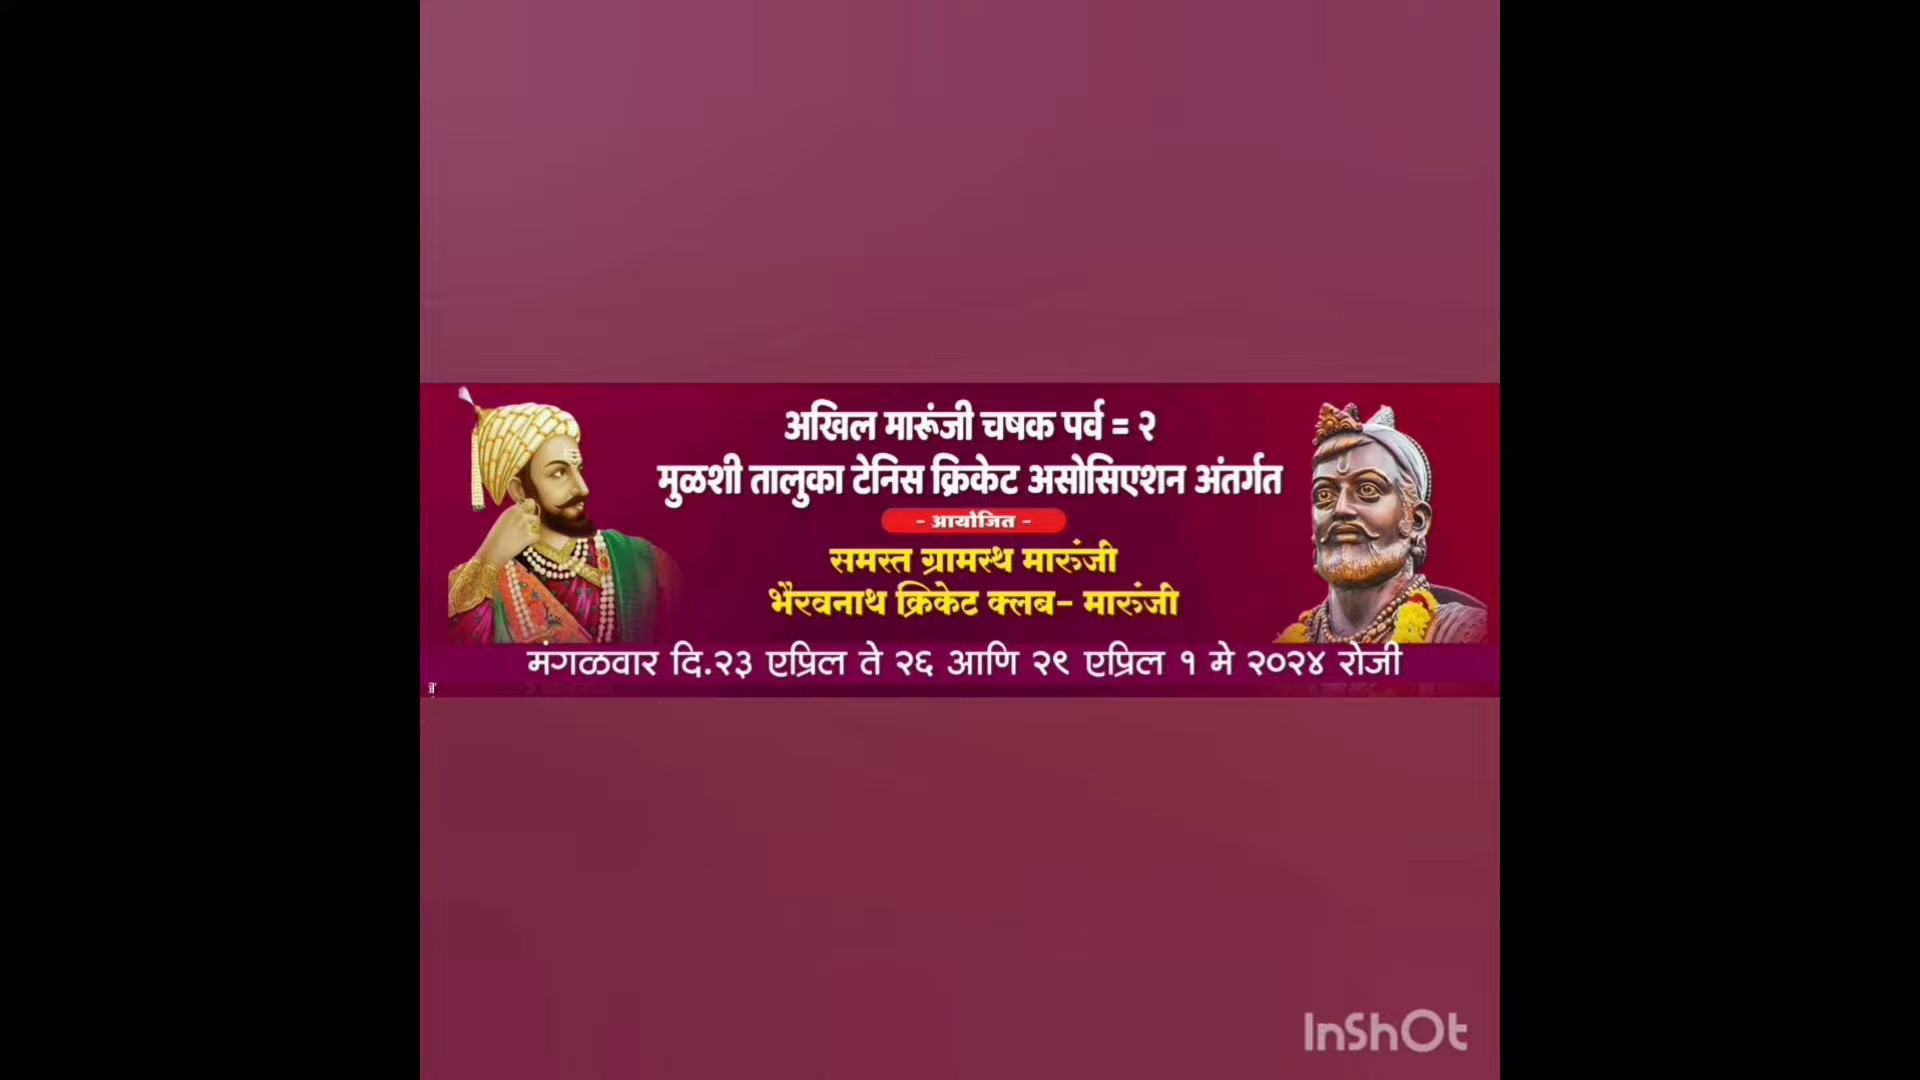 अखिल मारूंजी चषक पर्व = २
मुळशी तालुका टेनिस क्रिकेट असोसिएशन अंतर्गत
- आयोजित -
समस्त ग्रामस्थ मारुंजी
भैरवनाथ क्रिकेट क्लब- मारुंजी
मंगळवार दि.२३ एप्रिल ते २६ आणि २९ एप्रिल १ मे २०२४ रोजी
InShOt